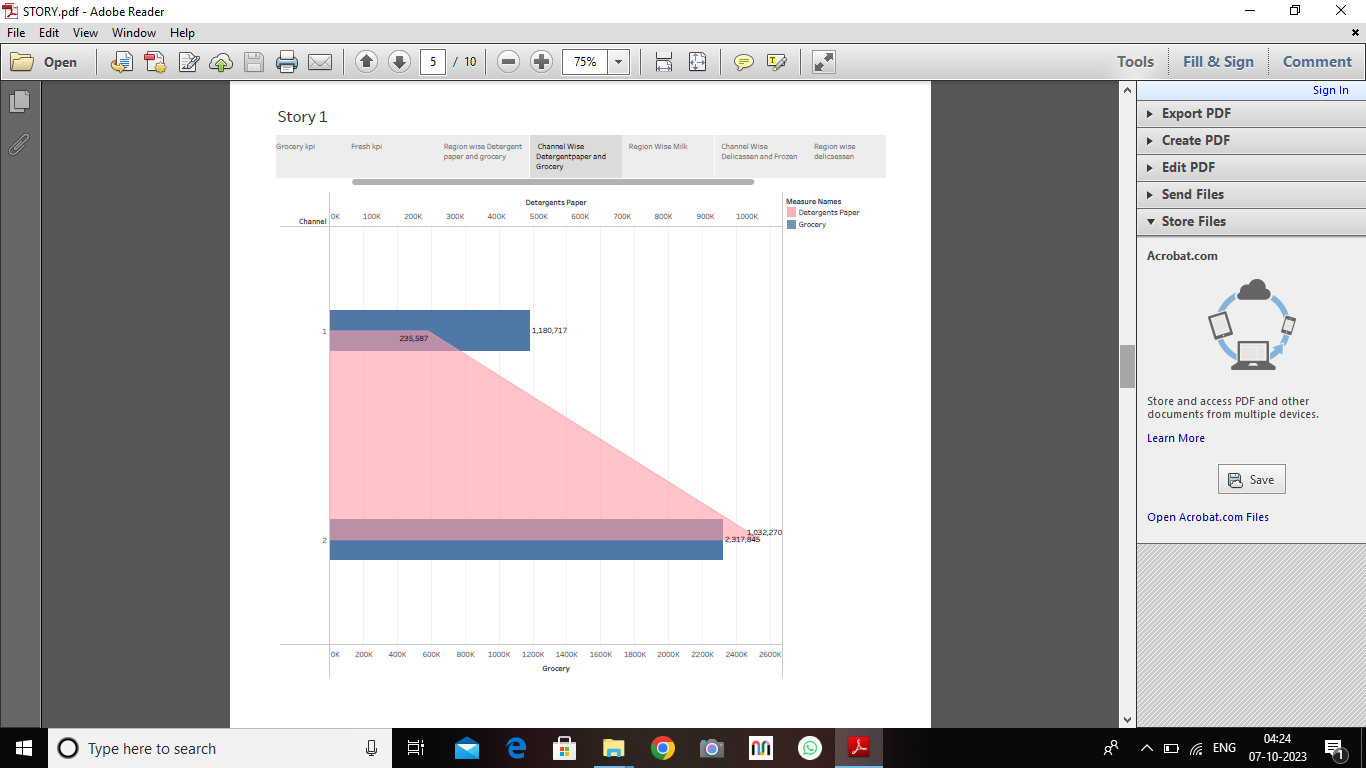 STORY.pdf - Adobe Reader
File Edit View Window Help
Open 5 / 10 75% Tools Fill & Sign Comment
Sign In
Export PDF
Create PDF
Edit PDF
Send Files
Store Files
Acrobat.com
Store and access PDF and other
documents from multiple devices.
Learn More
Save
Open Acrobat.com Files
Story 1
Grocery kpi
Fresh kpi
Region wise Detergent
paper and grocery
Channel Wise
Detergentpaper and
Grocery
Region Wise Milk
Channel Wise
Delicassen and Frozen
Region wise
delicaessen
Detergents Paper
0K 100K 200K 300K 400K 500K 600K 700K 800K 900K 1000K
Channel
Measure Names
Detergents Paper
Grocery
1
1,180,717
235,587
2
1,032,270
2,317,845
0K 200K 400K 600K 800K 1000K 1200K 1400K 1600K 1800K 2000K 2200K 2400K 2600K
Grocery
Type here to search
ENG
04:24
07-10-2023
1